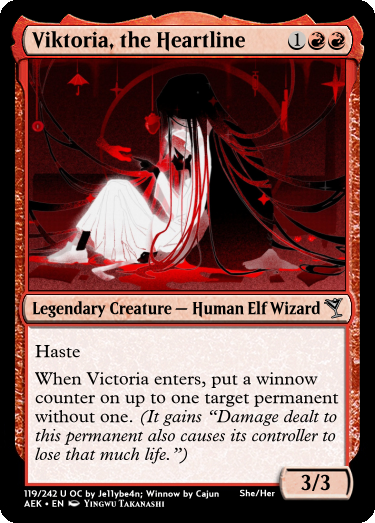 Viktoria, the Heartline 1
Legendary Creature — Human Elf Wizard
Haste
When Victoria enters, put a winnow
counter on up to one target permanent
without one. (It gains “Damage dealt to
this permanent also causes its controller to
lose that much life.”)
3/3
119/242 U OC by Je11ybe4n; Winnow by Cajun She/Her
AEK • EN Yingwu Takanashi